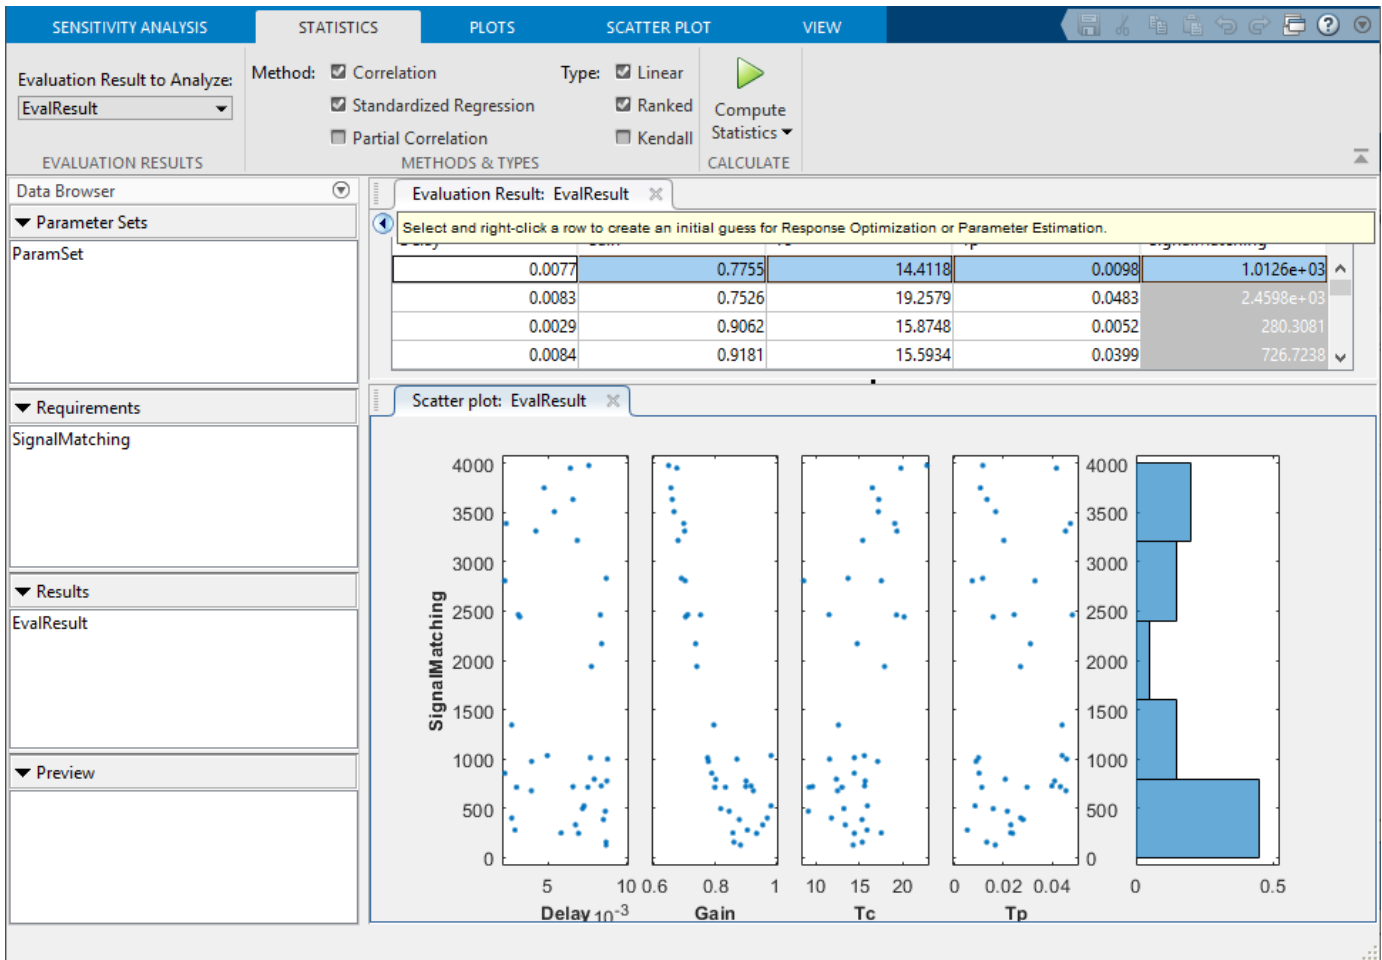 SENSITIVITY ANALYSIS STATISTICS PLOTS SCATTER PLOT VIEW
Evaluation Result to Analyze:
EvalResult
EVALUATION RESULTS
Method: Correlation
Standardized Regression
Partial Correlation
Type: Linear
Ranked
Kendall
METHODS & TYPES
Compute
Statistics
CALCULATE
Data Browser
Parameter Sets
ParamSet
Requirements
SignalMatching
Results
EvalResult
Preview
Evaluation Result: EvalResult
Select and right-click a row to create an initial guess for Response Optimization or Parameter Estimation.
0.0077 0.7755 14.4118 0.0098 1.0126e+03
0.0083 0.7526 19.2579 0.0483 2.4598e+03
0.0029 0.9062 15.8748 0.0052 280.3081
0.0084 0.9181 15.5934 0.0399 726.7238
Scatter plot: EvalResult
SignalMatching
4000
3500
3000
2500
2000
1500
1000
500
0
4000
3500
3000
2500
2000
1500
1000
500
0
5 10 0.6 0.8 1 10 15 20 0 0.02 0.04 0 0.5
Delay 10-3 Gain Tc Tp